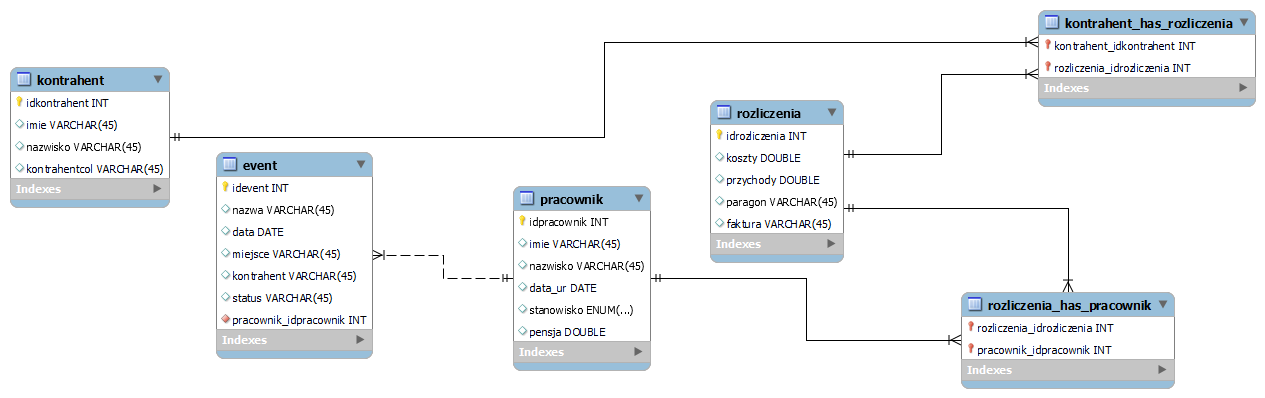 kontrahent
idkontrahent INT
imie VARCHAR(45)
nazwisko VARCHAR(45)
kontrahentcol VARCHAR(45)
Indexes
event
idevent INT
nazwa VARCHAR(45)
data DATE
miejsce VARCHAR(45)
kontrahent VARCHAR(45)
status VARCHAR(45)
pracownik_idpracownik INT
Indexes
pracownik
idpracownik INT
imie VARCHAR(45)
nazwisko VARCHAR(45)
data_ur DATE
stanowisko ENUM(...)
pensja DOUBLE
Indexes
rozliczenia
idrozliczenia INT
koszty DOUBLE
przychody DOUBLE
paragon VARCHAR(45)
faktura VARCHAR(45)
Indexes
kontrahent_has_rozliczenia
kontrahent_idkontrahent INT
rozliczenia_idrozliczenia INT
Indexes
rozliczenia_has_pracownik
rozliczenia_idrozliczenia INT
pracownik_idpracownik INT
Indexes